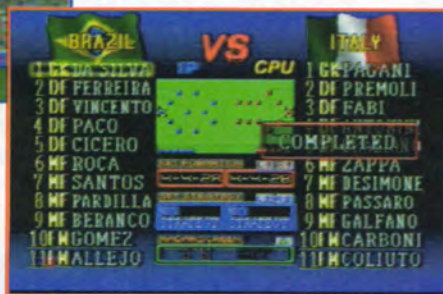 BRAZIL VS ITALY
1P CPU
1 GK DA SILVA
2 DF FERREIRA
3 DF VINCENTO
4 DF PACO
5 DF CICERO
6 MF ROCA
7 MF SANTOS
8 MF PARDILLA
9 MF BERANCO
10 FW GOMEZ
11 FW ALLEJO
COMPLETED
1 GK PAGANI
2 DF PREMOLI
3 DF FABI
6 MF ZAPPA
7 MF DESIMONE
8 MF PASSARO
9 MF GALFANO
10 FW CARBONI
11 FW COLIUTO